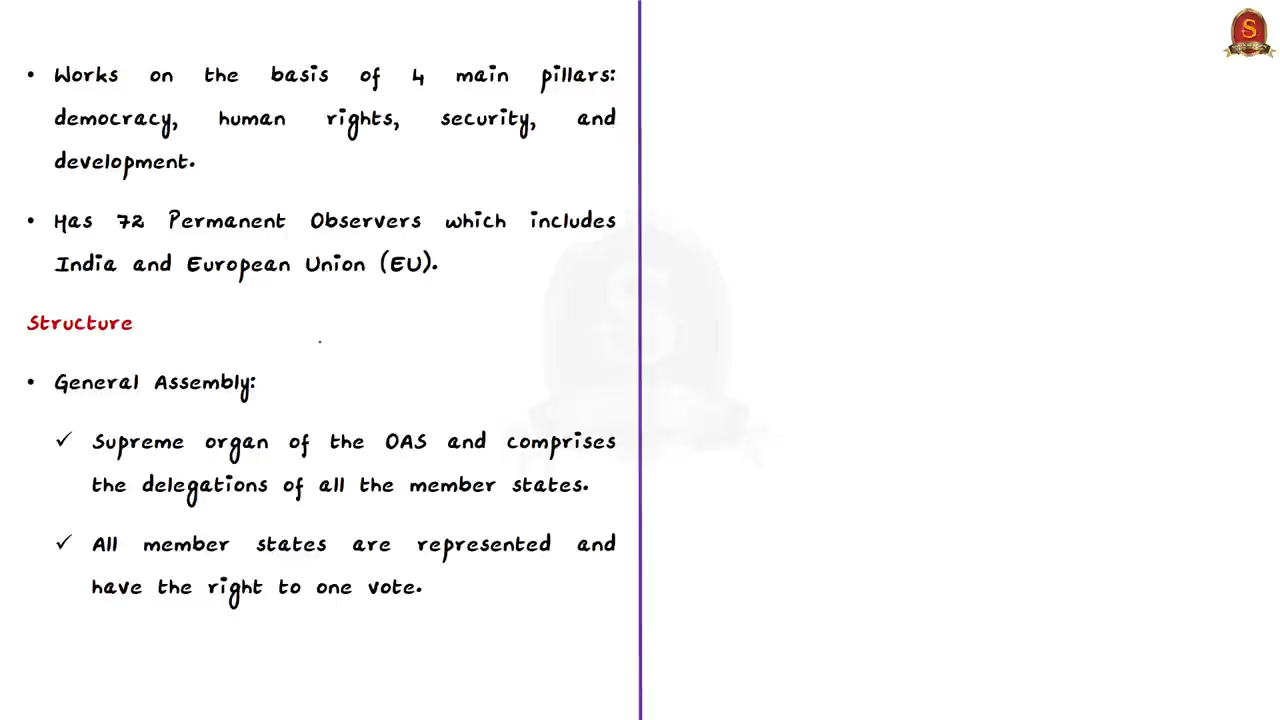 • Works on the basis of 4 main pillars:
democracy, human rights, security, and
development.
• Has 72 Permanent Observers which includes
India and European Union (EU).
Structure
• General Assembly:
✓ Supreme organ of the OAS and comprises
the delegations of all the member states.
✓ All member states are represented and
have the right to one vote.
S